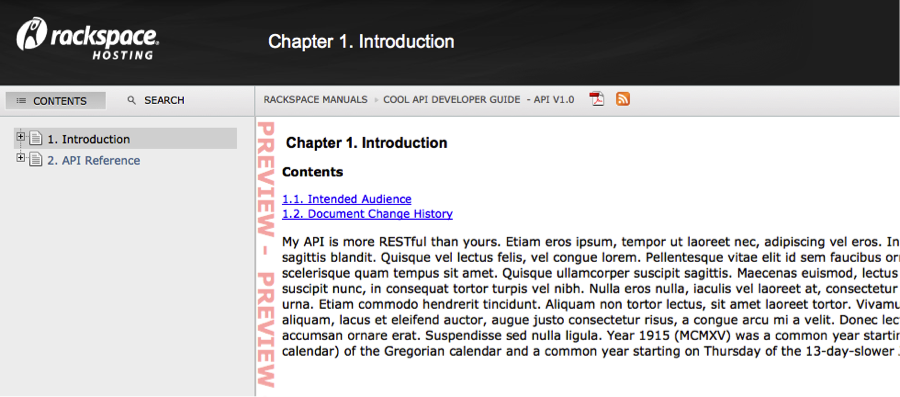 rackspace.
HOSTING
Chapter 1. Introduction
CONTENTS
SEARCH
RACKSPACE MANUALS > COOL API DEVELOPER GUIDE - API V1.0
1. Introduction
2. API Reference
PREVIEW - PREVIEW
Chapter 1. Introduction
Contents
1.1. Intended Audience
1.2. Document Change History
My API is more RESTful than yours. Etiam eros ipsum, tempor ut laoreet nec, adipiscing vel eros. In
sagittis blandit. Quisque vel lectus felis, vel congue lorem. Pellentesque vitae elit id sem faucibus
scelerisque quam tempus sit amet. Quisque ullamcorper suscipit sagittis. Maecenas euismod, lectus
suscipit nunc, in consequat tortor turpis vel nibh. Nulla eros nulla, iaculis vel laoreet at, consectetur
urna. Etiam commodo hendrerit tincidunt. Aliquam non tortor lectus, sit amet laoreet tortor. Vivamu
aliquam, lacus et eleifend auctor, augue justo consectetur risus, a congue arcu mi a velit. Donec lec
accumsan ornare erat. Suspendisse sed nulla ligula. Year 1915 (MCMXV) was a common year startin
calendar) of the Gregorian calendar and a common year starting on Thursday of the 13-day-slower